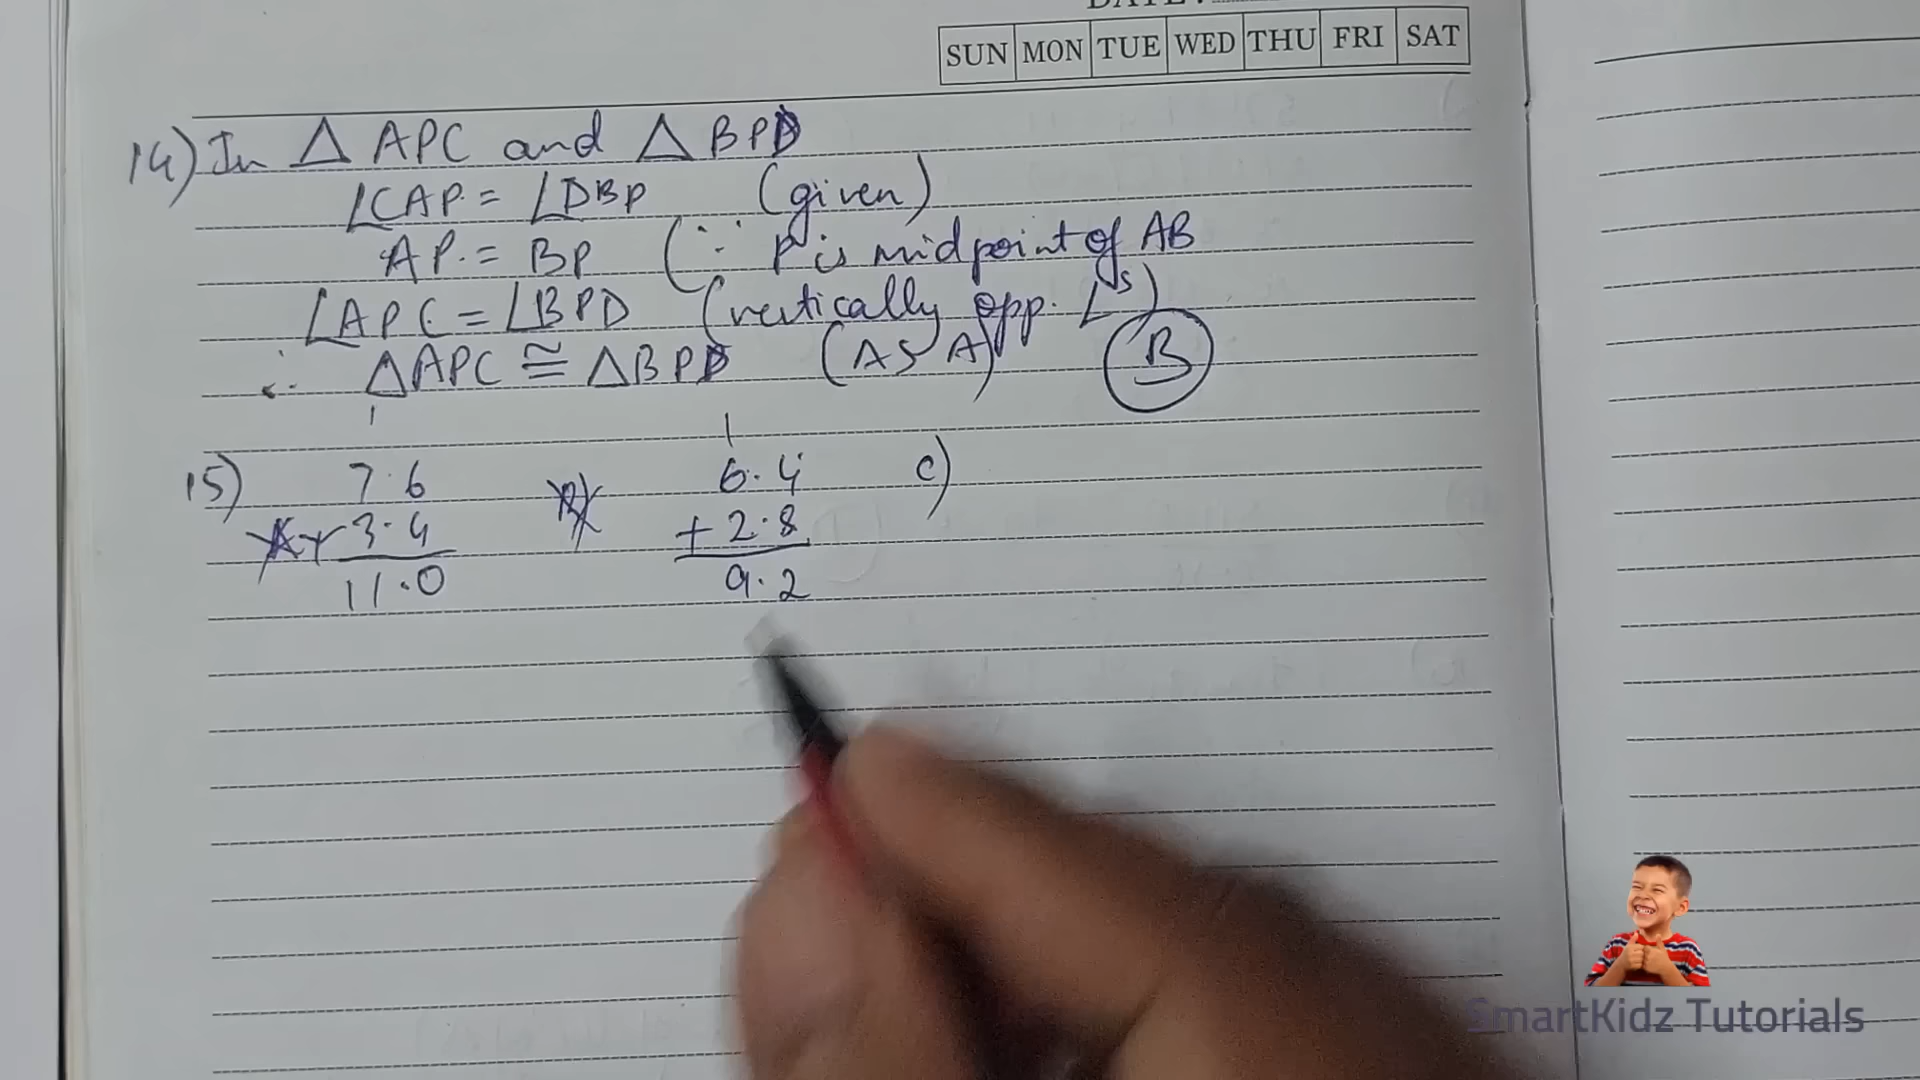 SUN MON TUE WED THU FRI SAT
14) In △ APC and △ BPD
∠CAP = ∠DBP (given)
AP = BP (∵ P is midpoint of AB
∠APC = ∠BPD (vertically opp. ∠s)
∴ △APC ≅ △BPD (ASA) B
1 1
15) 7.6 B) 6.4 C)
A) + 3.4 + 2.8
11.0 9.2
SmartKidz Tutorials